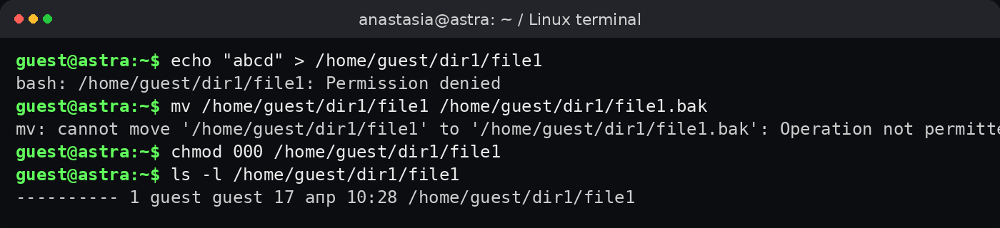 anastasia@astra: ~ / Linux terminal
guest@astra:~$ echo "abcd" > /home/guest/dir1/file1
bash: /home/guest/dir1/file1: Permission denied
guest@astra:~$ mv /home/guest/dir1/file1 /home/guest/dir1/file1.bak
mv: cannot move '/home/guest/dir1/file1' to '/home/guest/dir1/file1.bak': Operation not permitte
guest@astra:~$ chmod 000 /home/guest/dir1/file1
guest@astra:~$ ls -l /home/guest/dir1/file1
---------- 1 guest guest 17 апр 10:28 /home/guest/dir1/file1